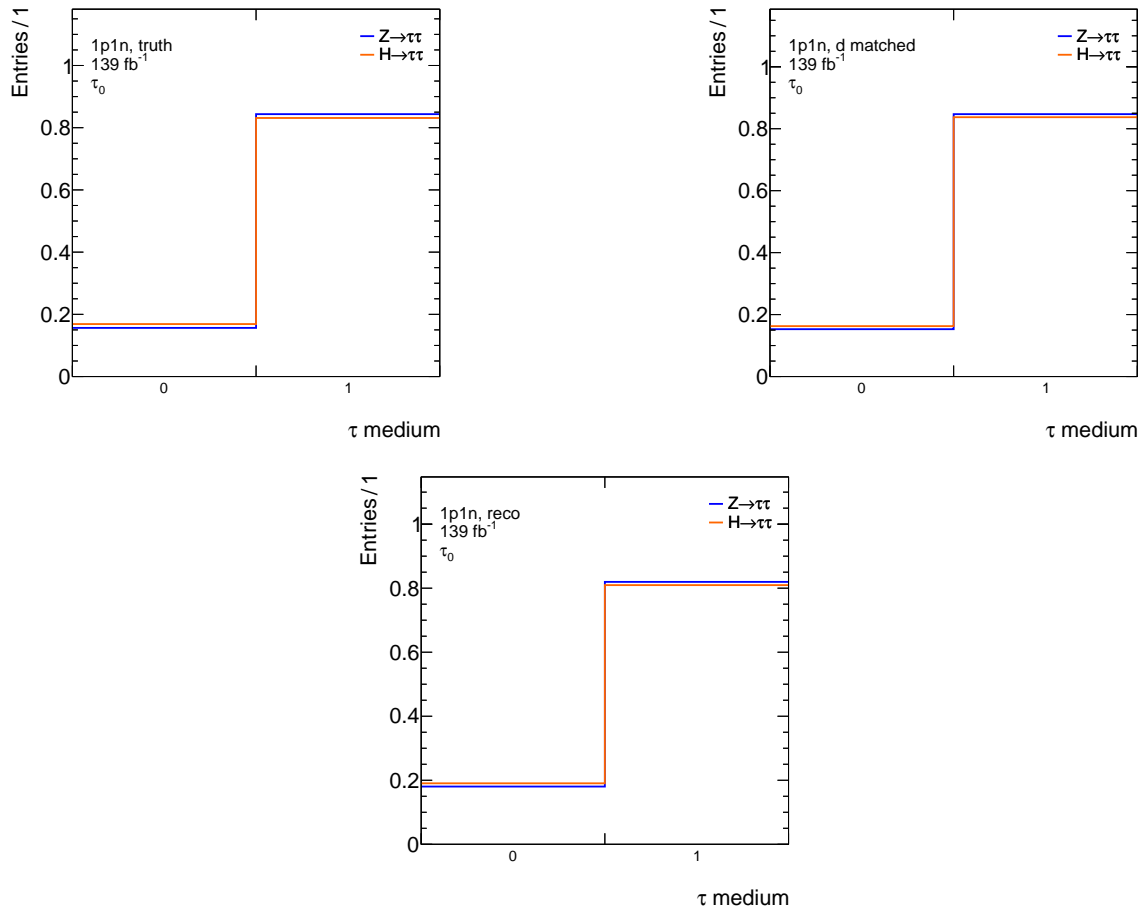 Entries / 1
1p1n, truth
139 fb⁻¹
τ₀
Z→ττ
H→ττ
1
0.8
0.6
0.4
0.2
0
0 1
τ medium
Entries / 1
1p1n, d matched
139 fb⁻¹
τ₀
Z→ττ
H→ττ
1
0.8
0.6
0.4
0.2
0
0 1
τ medium
Entries / 1
1p1n, reco
139 fb⁻¹
τ₀
Z→ττ
H→ττ
1
0.8
0.6
0.4
0.2
0
0 1
τ medium